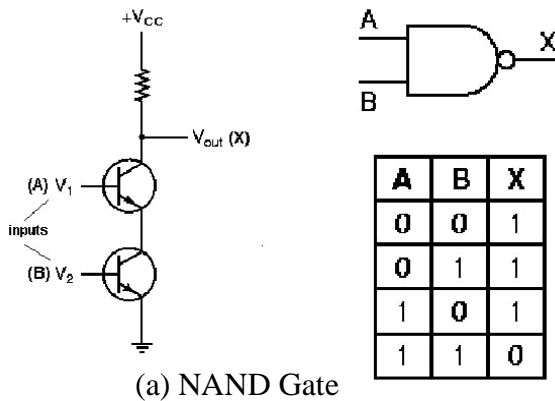 +VCC
Vout (X)
(A) V1
inputs
(B) V2
A
X
B
A B X
0 0 1
0 1 1
1 0 1
1 1 0
(a) NAND Gate